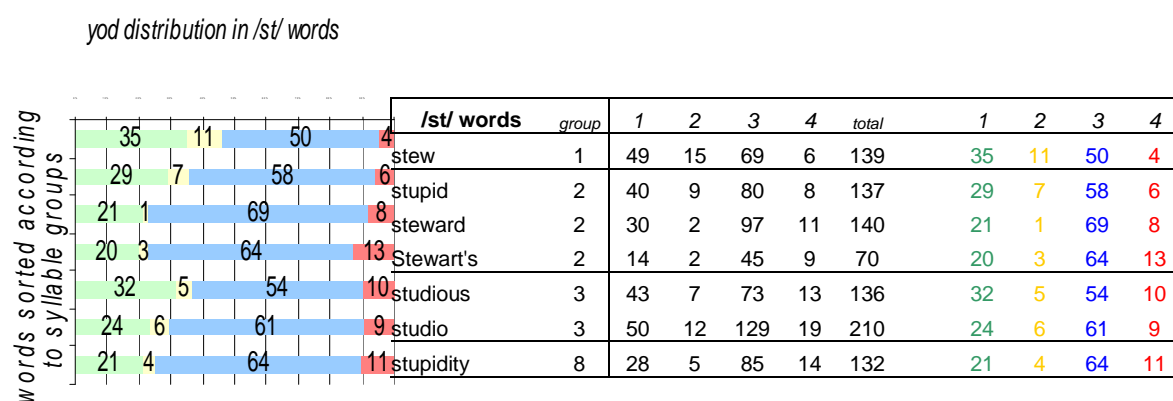 yod distribution in /st/ words
words sorted according
to syllable groups
/st/ words group 1 2 3 4 total 1 2 3 4
35 11 50 4 stew 1 49 15 69 6 139 35 11 50 4
29 7 58 6 stupid 2 40 9 80 8 137 29 7 58 6
21 1 69 8 steward 2 30 2 97 11 140 21 1 69 8
20 3 64 13 Stewart's 2 14 2 45 9 70 20 3 64 13
32 5 54 10 studious 3 43 7 73 13 136 32 5 54 10
24 6 61 9 studio 3 50 12 129 19 210 24 6 61 9
21 4 64 11 stupidity 8 28 5 85 14 132 21 4 64 11